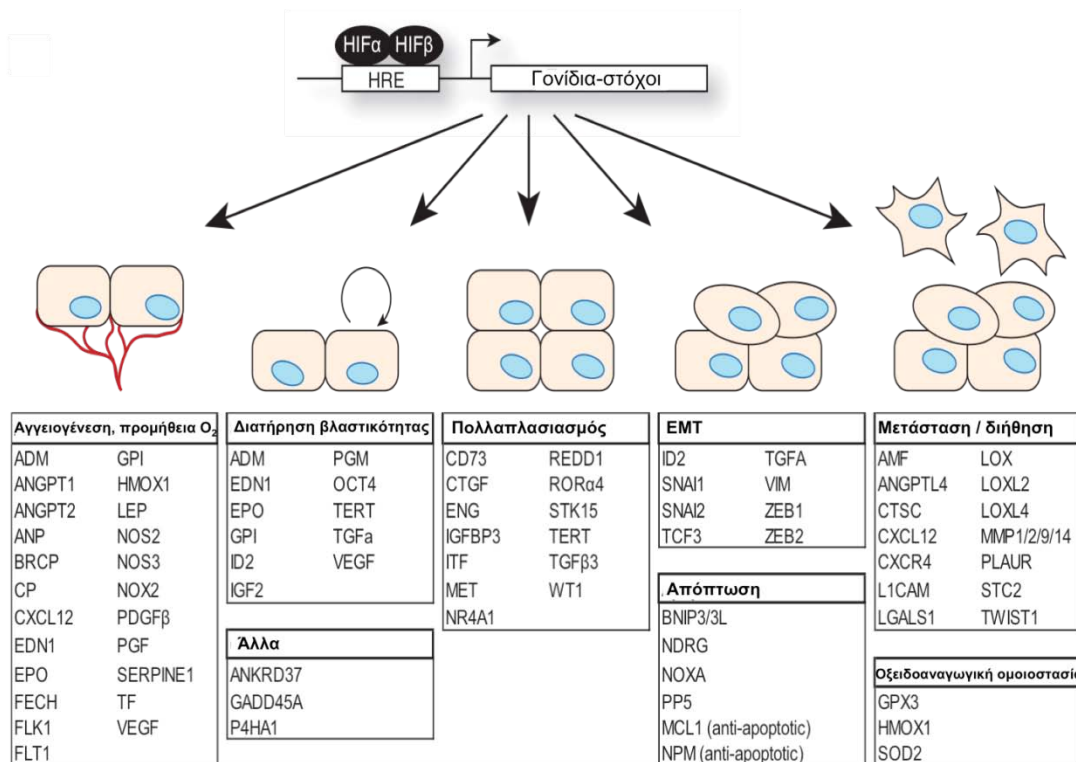 HIFα HIFβ
HRE
Γονίδια-στόχοι
Αγγειογένεση, προμήθεια O2
ADM GPI
ANGPT1 HMOX1
ANGPT2 LEP
ANP NOS2
BRCP NOS3
CP NOX2
CXCL12 PDGFβ
EDN1 PGF
EPO SERPINE1
FECH TF
FLK1 VEGF
FLT1
Διατήρηση βλαστικότητας
ADM PGM
EDN1 OCT4
EPO TERT
GPI TGFa
ID2 VEGF
IGF2
Άλλα
ANKRD37
GADD45A
P4HA1
Πολλαπλασιασμός
CD73 REDD1
CTGF RORα4
ENG STK15
IGFBP3 TERT
ITF TGFβ3
MET WT1
NR4A1
EMT
ID2 TGFA
SNAI1 VIM
SNAI2 ZEB1
TCF3 ZEB2
Απόπτωση
BNIP3/3L
NDRG
NOXA
PP5
MCL1 (anti-apoptotic)
NPM (anti-apoptotic)
Μετάσταση / διήθηση
AMF LOX
ANGPTL4 LOXL2
CTSC LOXL4
CXCL12 MMP1/2/9/14
CXCR4 PLAUR
L1CAM STC2
LGALS1 TWIST1
Οξειδοαναγωγική ομοιοστασί
GPX3
HMOX1
SOD2